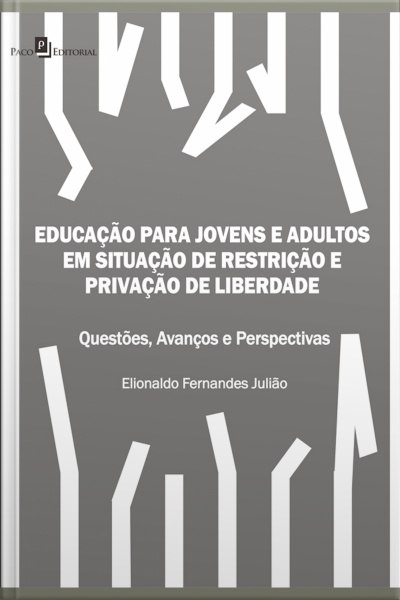 PACO EDITORIAL
EDUCAÇÃO PARA JOVENS E ADULTOS
EM SITUAÇÃO DE RESTRIÇÃO E
PRIVAÇÃO DE LIBERDADE
Questões, Avanços e Perspectivas
Elionaldo Fernandes Julião